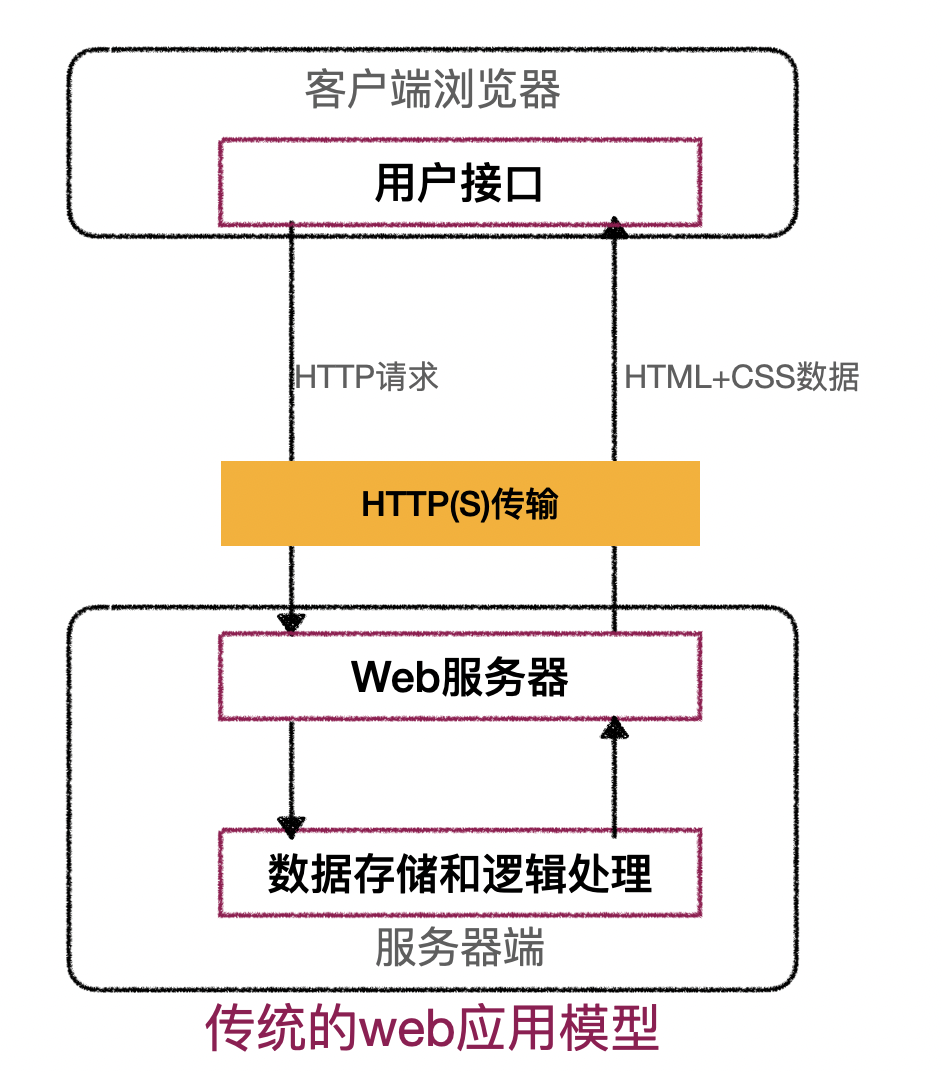 客户端浏览器
用户接口
HTTP请求
HTML+CSS数据
HTTP(S)传输
Web服务器
数据存储和逻辑处理
服务器端
传统的web应用模型